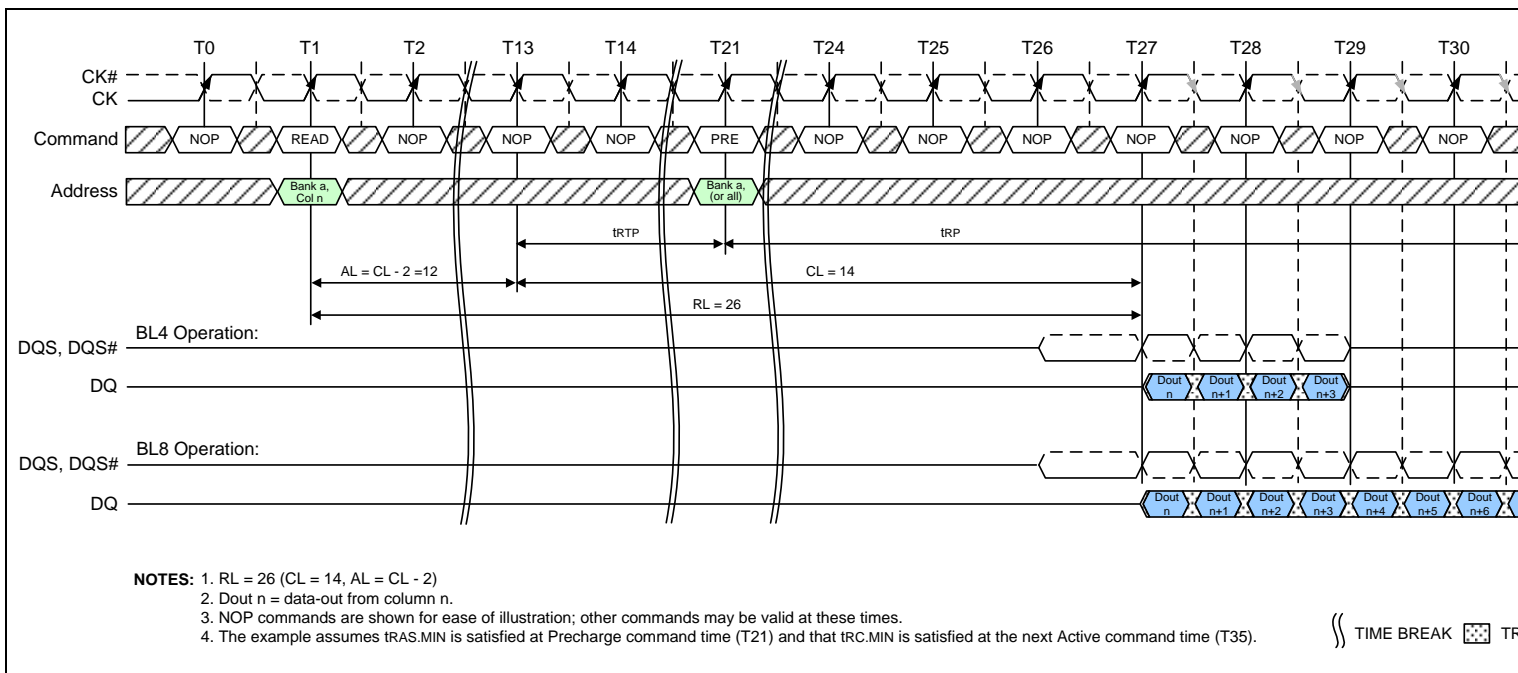 T0 T1 T2 T13 T14 T21 T24 T25 T26 T27 T28 T29 T30
CK#
CK
Command NOP READ NOP NOP NOP PRE NOP NOP NOP NOP NOP NOP NOP
Address Bank a, Col n Bank a, (or all)
tRTP tRP
AL = CL - 2 =12 CL = 14
RL = 26
BL4 Operation:
DQS, DQS#
DQ Dout n Dout n+1 Dout n+2 Dout n+3
BL8 Operation:
DQS, DQS#
DQ Dout n Dout n+1 Dout n+2 Dout n+3 Dout n+4 Dout n+5 Dout n+6
NOTES: 1. RL = 26 (CL = 14, AL = CL - 2)
2. Dout n = data-out from column n.
3. NOP commands are shown for ease of illustration; other commands may be valid at these times.
4. The example assumes tRAS.MIN is satisfied at Precharge command time (T21) and that tRC.MIN is satisfied at the next Active command time (T35).
TIME BREAK TR